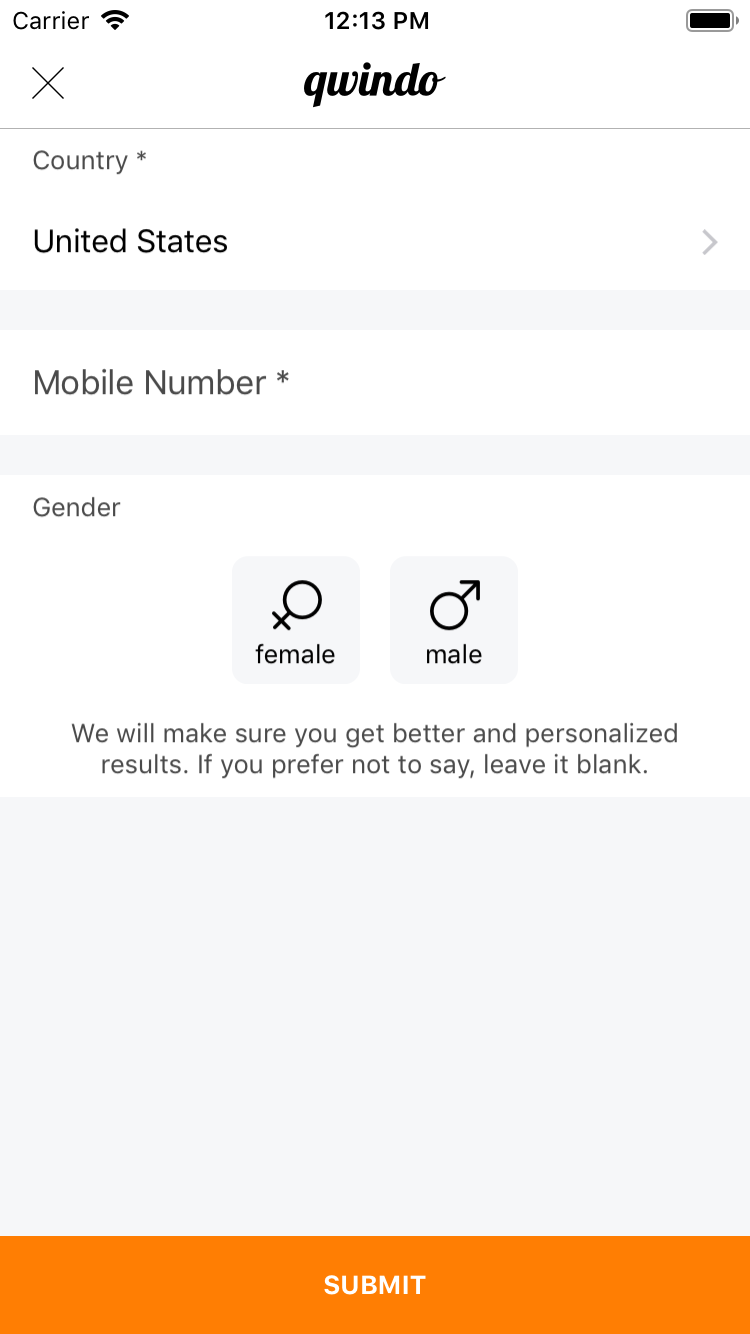 Carrier 12:13 PM
qwindo
Country *
United States
Mobile Number *
Gender
female male
We will make sure you get better and personalized
results. If you prefer not to say, leave it blank.
SUBMIT